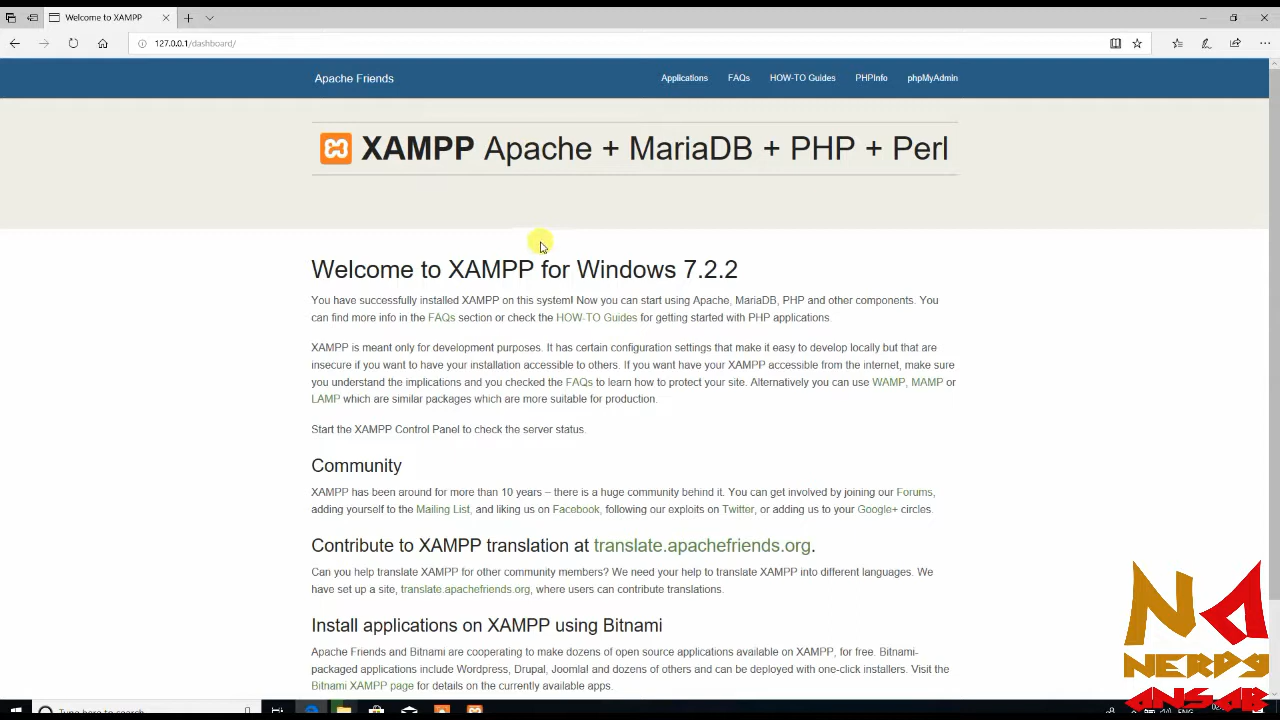 Welcome to XAMPP
127.0.0.1/dashboard/
Apache Friends
Applications
FAQs
HOW-TO Guides
PHPInfo
phpMyAdmin
XAMPP Apache + MariaDB + PHP + Perl
Welcome to XAMPP for Windows 7.2.2
You have successfully installed XAMPP on this system! Now you can start using Apache, MariaDB, PHP and other components. You
can find more info in the FAQs section or check the HOW-TO Guides for getting started with PHP applications.
XAMPP is meant only for development purposes. It has certain configuration settings that make it easy to develop locally but that are
insecure if you want to have your installation accessible to others. If you want have your XAMPP accessible from the internet, make sure
you understand the implications and you checked the FAQs to learn how to protect your site. Alternatively you can use WAMP, MAMP or
LAMP which are similar packages which are more suitable for production.
Start the XAMPP Control Panel to check the server status.
Community
XAMPP has been around for more than 10 years – there is a huge community behind it. You can get involved by joining our Forums,
adding yourself to the Mailing List, and liking us on Facebook, following our exploits on Twitter, or adding us to your Google+ circles.
Contribute to XAMPP translation at translate.apachefriends.org.
Can you help translate XAMPP for other community members? We need your help to translate XAMPP into different languages. We
have set up a site, translate.apachefriends.org, where users can contribute translations.
Install applications on XAMPP using Bitnami
Apache Friends and Bitnami are cooperating to make dozens of open source applications available on XAMPP, for free. Bitnami-
packaged applications include Wordpress, Drupal, Joomla! and dozens of others and can be deployed with one-click installers. Visit the
Bitnami XAMPP page for details on the currently available apps.
NA
NERDS
ANSAB
Type here to search
ENG